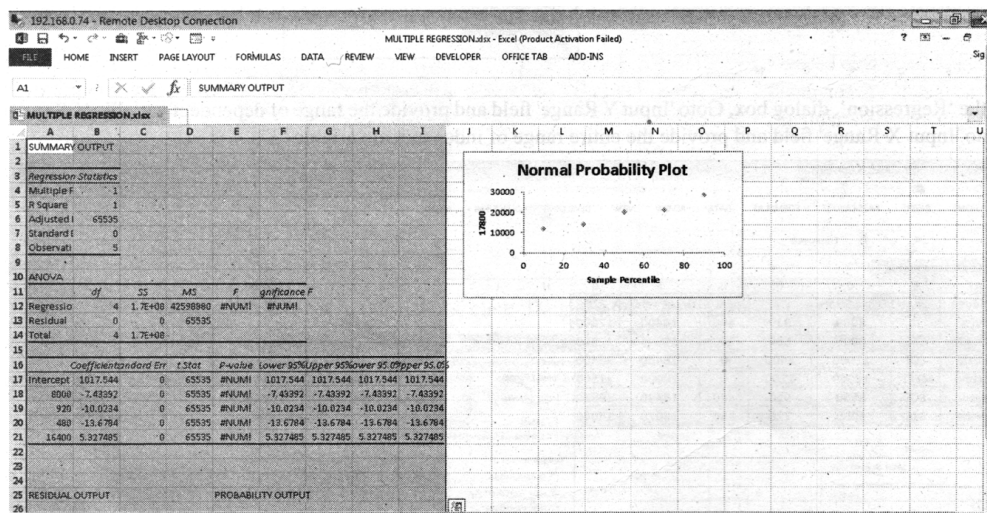 192.168.0.74 - Remote Desktop Connection
MULTIPLE REGRESSION.xlsx - Excel (Product Activation Failed)
FILE HOME INSERT PAGE LAYOUT FORMULAS DATA REVIEW VIEW DEVELOPER OFFICE TAB ADD-INS Sig
A1 fx SUMMARY OUTPUT
MULTIPLE REGRESSION.xlsx
A B C D E F G H I J K L M N O P Q R S T U
1 SUMMARY OUTPUT
2
3 Regression Statistics
4 Multiple F 1
5 R Square 1
6 Adjusted I 65535
7 Standard E 0
8 Observati 5
9
10 ANOVA
11 df SS MS F gnificance F
12 Regressio 4 1.7E+08 42598980 #NUM! #NUM!
13 Residual 0 0 65535
14 Total 4 1.7E+08
15
16 Coefficients andard Err t Stat P-value Lower 95% Upper 95% ower 95.0% pper 95.0%
17 Intercept 1017.544 0 65535 #NUM! 1017.544 1017.544 1017.544 1017.544
18 8000 -7.43392 0 65535 #NUM! -7.43392 -7.43392 -7.43392 -7.43392
19 920 -10.0234 0 65535 #NUM! -10.0234 -10.0234 -10.0234 -10.0234
20 480 -13.6784 0 65535 #NUM! -13.6784 -13.6784 -13.6784 -13.6784
21 16400 5.327485 0 65535 #NUM! 5.327485 5.327485 5.327485 5.327485
22
23
24
25 RESIDUAL OUTPUT PROBABILITY OUTPUT
26
Normal Probability Plot
17800
30000
20000
10000
0
0 20 40 60 80 100
Sample Percentile